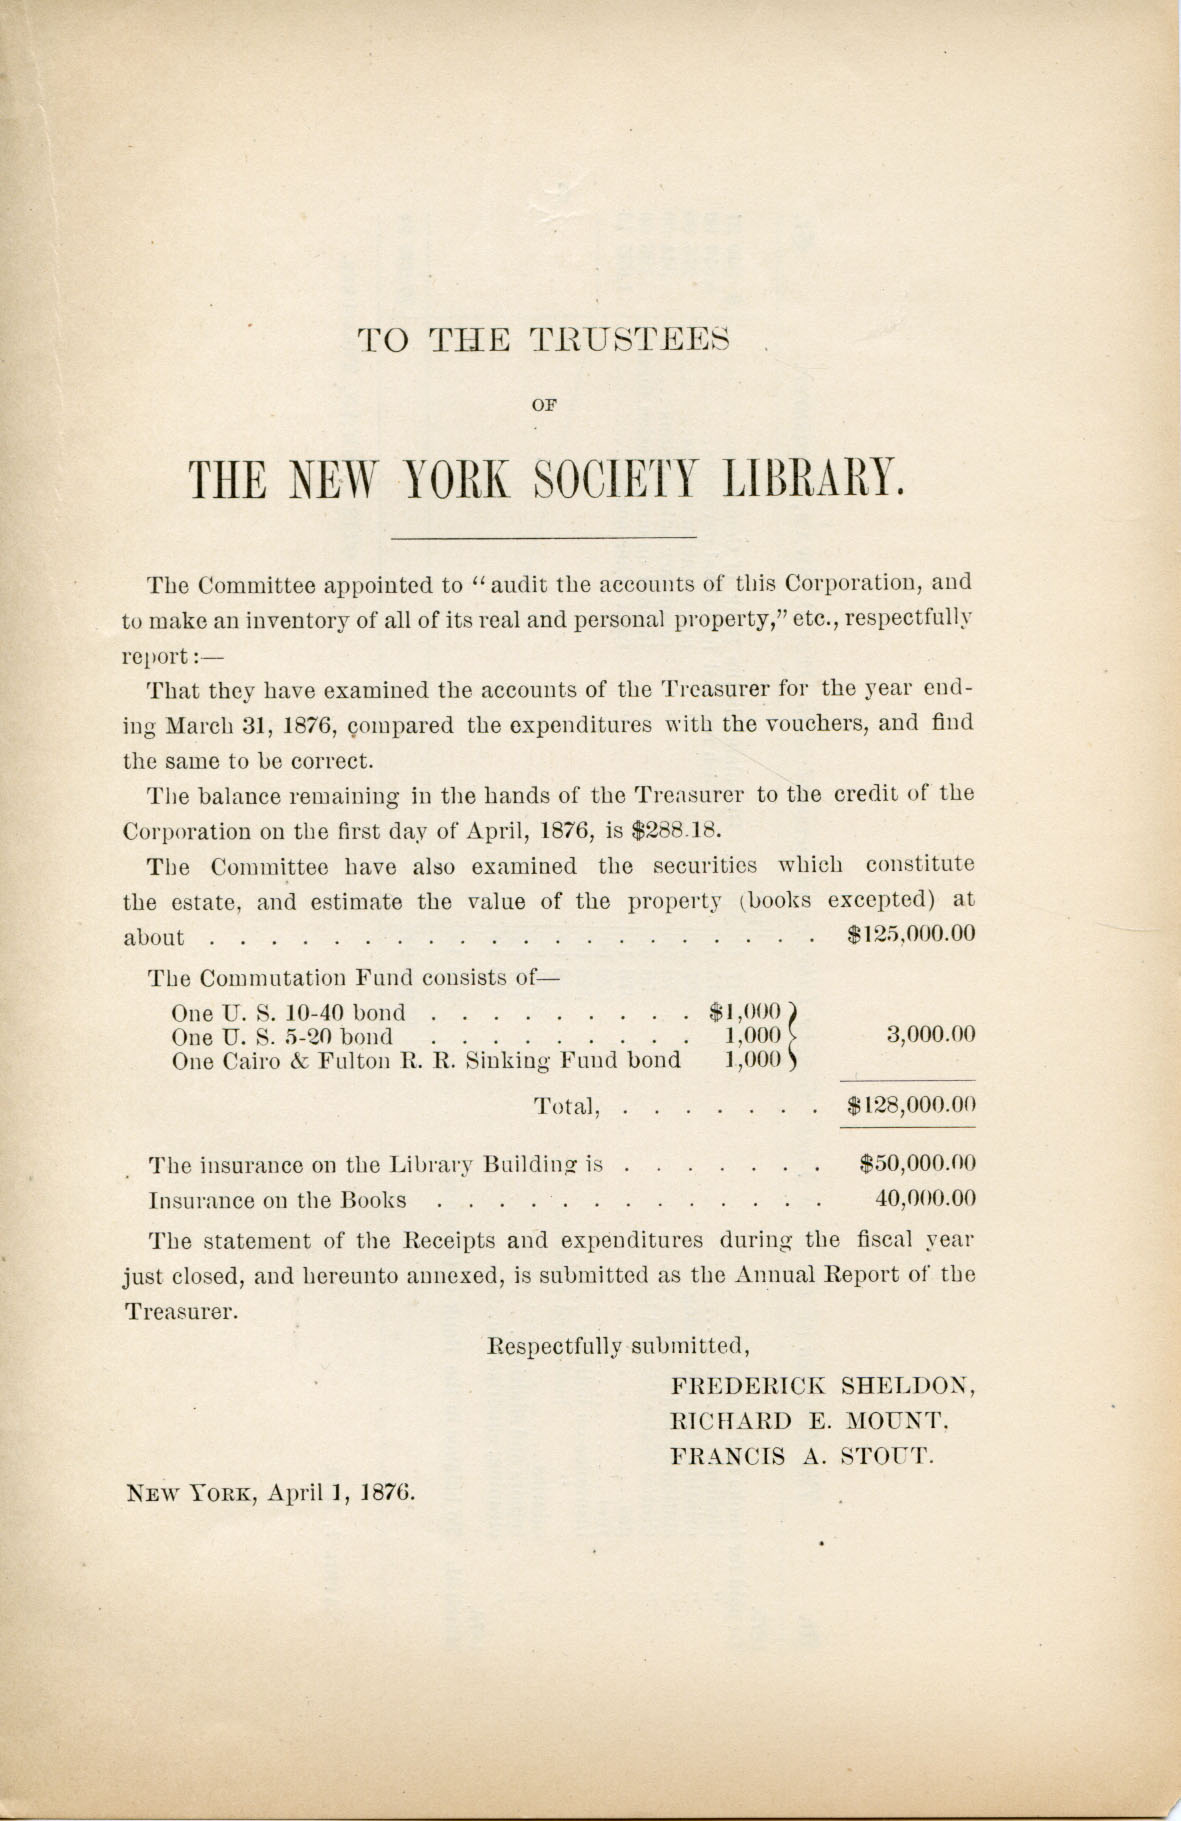 TO THE TRUSTEES
OF
THE NEW YORK SOCIETY LIBRARY.
The Committee appointed to “audit the accounts of this Corporation, and
to make an inventory of all of its real and personal property,” etc., respectfully
report:—
That they have examined the accounts of the Treasurer for the year end-
ing March 31, 1876, compared the expenditures with the vouchers, and find
the same to be correct.
The balance remaining in the hands of the Treasurer to the credit of the
Corporation on the first day of April, 1876, is $288.18.
The Committee have also examined the securities which constitute
the estate, and estimate the value of the property (books excepted) at
about . . . . . . . . . . . . . . . . . . . . $125,000.00
The Commutation Fund consists of—
One U. S. 10-40 bond . . . . . . . . . $1,000
One U. S. 5-20 bond . . . . . . . . . 1,000 } 3,000.00
One Cairo & Fulton R. R. Sinking Fund bond 1,000
Total, . . . . . . . $128,000.00
The insurance on the Library Building is . . . . . . . $50,000.00
Insurance on the Books . . . . . . . . . . . . . 40,000.00
The statement of the Receipts and expenditures during the fiscal year
just closed, and hereunto annexed, is submitted as the Annual Report of the
Treasurer.
Respectfully submitted,
FREDERICK SHELDON,
RICHARD E. MOUNT,
FRANCIS A. STOUT.
NEW YORK, April 1, 1876.